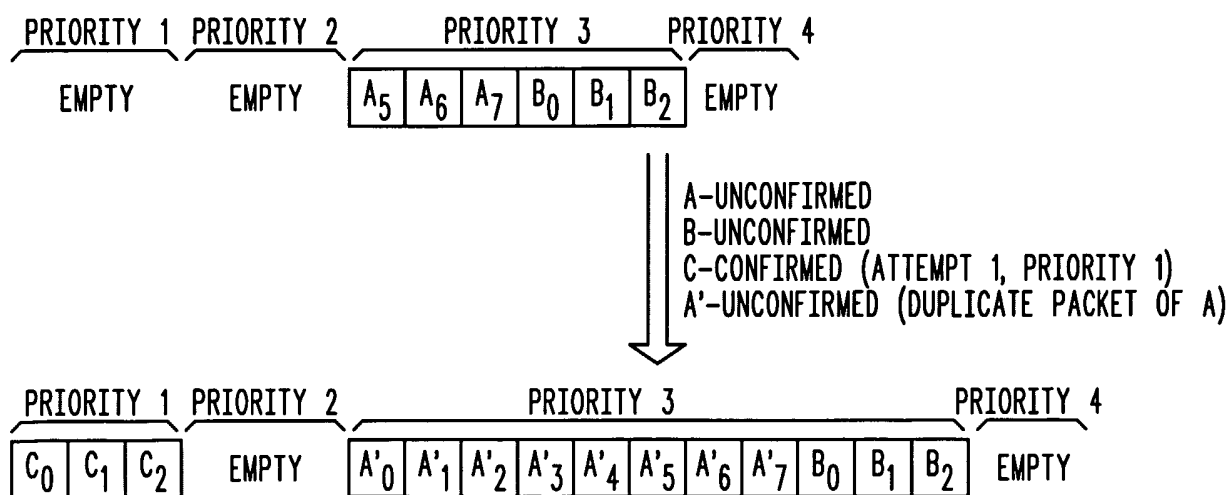 PRIORITY 1 PRIORITY 2 PRIORITY 3 PRIORITY 4
EMPTY EMPTY A5 A6 A7 B0 B1 B2 EMPTY
A-UNCONFIRMED
B-UNCONFIRMED
C-CONFIRMED (ATTEMPT 1, PRIORITY 1)
A'-UNCONFIRMED (DUPLICATE PACKET OF A)
PRIORITY 1 PRIORITY 2 PRIORITY 3 PRIORITY 4
C0 C1 C2 EMPTY A'0 A'1 A'2 A'3 A'4 A'5 A'6 A'7 B0 B1 B2 EMPTY